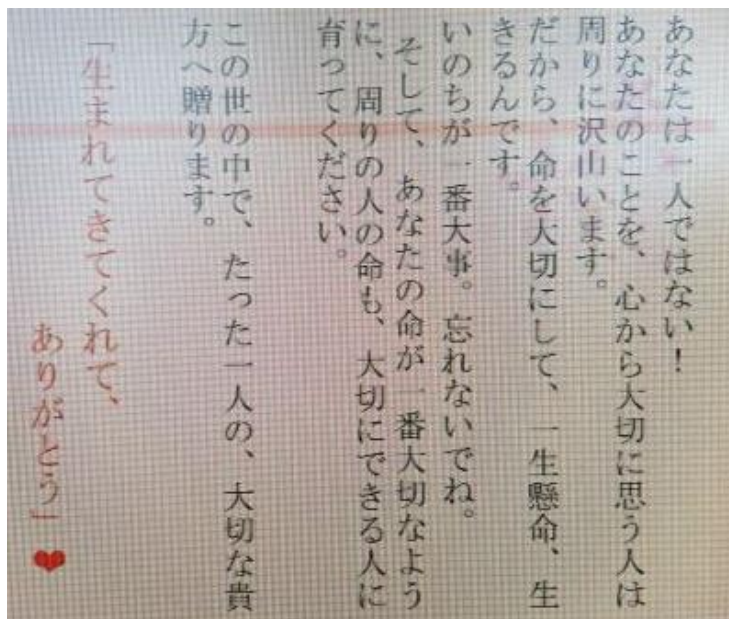 あなたは一人ではない！
あなたのことを、心から大切に思う人は
周りに沢山います。
だから、命を大切にして、一生懸命、生
きるんです。
いのちが一番大事。忘れないでね。
そして、あなたの命が一番大切なよう
に、周りの人の命も、大切にできる人に
育ってください。
この世の中で、たった一人の、大切な貴
方へ贈ります。
「生まれてきてくれて、
ありがとう」❤